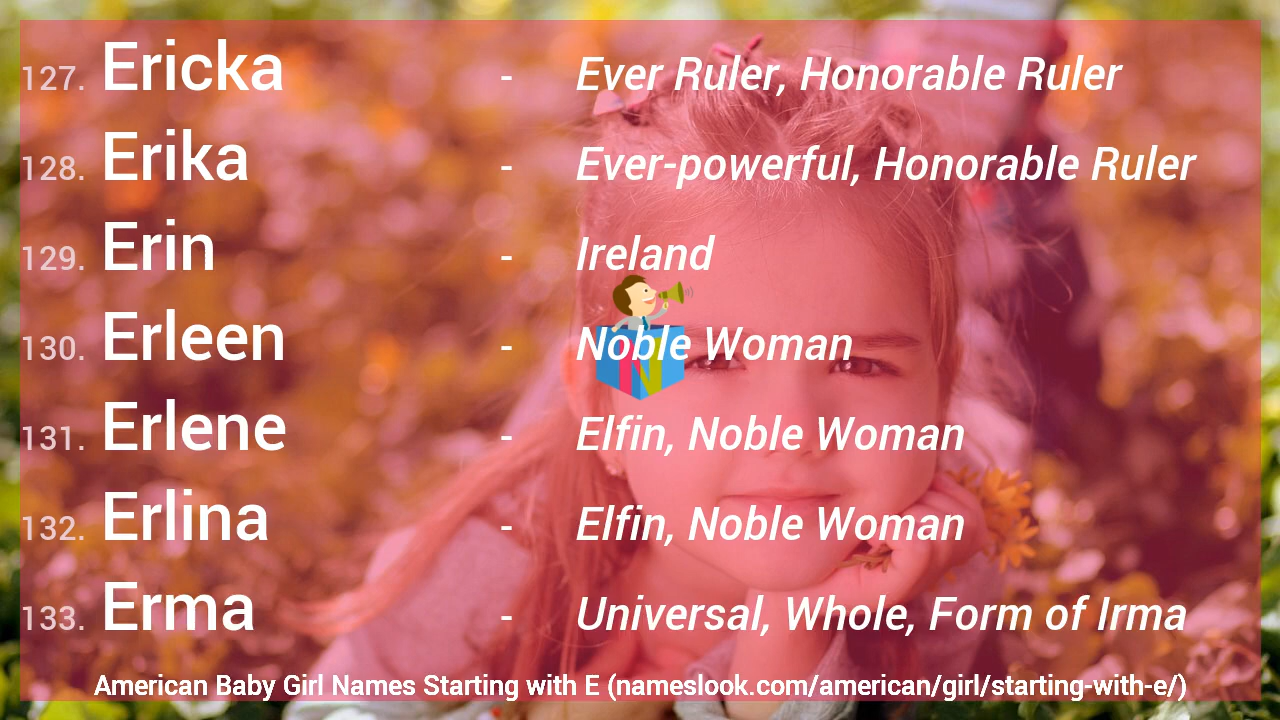 127. Ericka - Ever Ruler, Honorable Ruler
128. Erika - Ever-powerful, Honorable Ruler
129. Erin - Ireland
130. Erleen - Noble Woman
131. Erlene - Elfin, Noble Woman
132. Erlina - Elfin, Noble Woman
133. Erma - Universal, Whole, Form of Irma
American Baby Girl Names Starting with E (nameslook.com/american/girl/starting-with-e/)